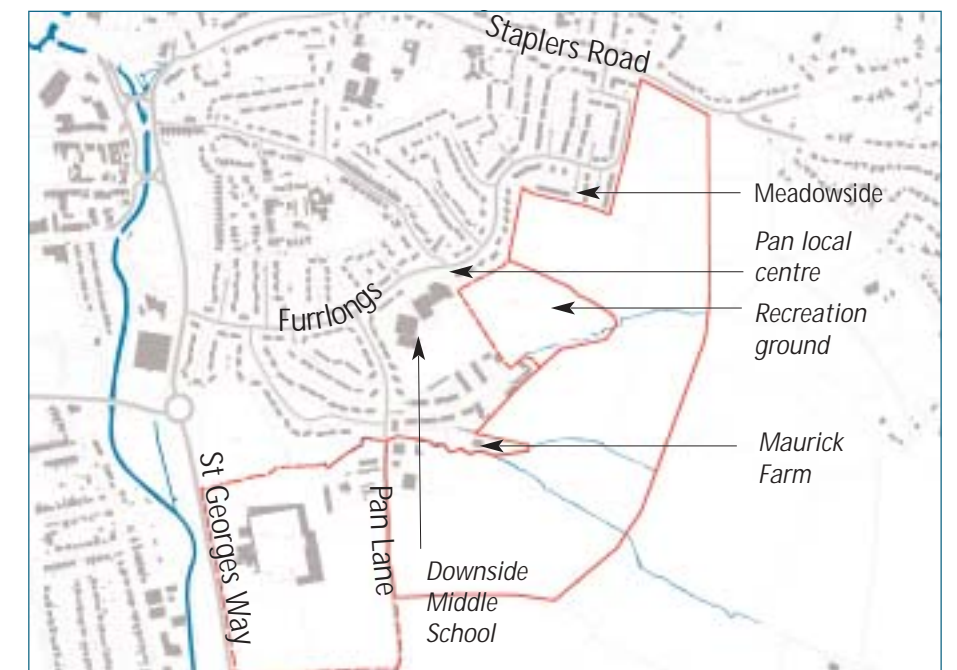 Staplers Road
Meadowside
Pan local
centre
Recreation
ground
Furrlongs
Maurick
Farm
St Georges Way
Pan Lane
Downside
Middle
School